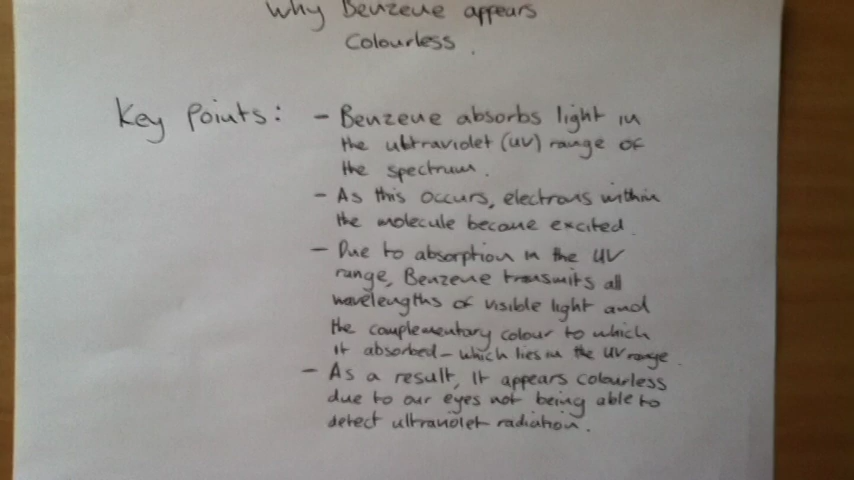 Why Benzene appears
Colourless.
Key Points: - Benzene absorbs light in
the ultraviolet (UV) range of
the spectrum.
- As this occurs, electrons within
the molecule become excited.
- Due to absorption in the UV
range, Benzene transmits all
wavelengths of visible light and
the complementary colour to which
it absorbed - which lies in the UV range.
- As a result, It appears colourless
due to our eyes not being able to
detect ultraviolet radiation.